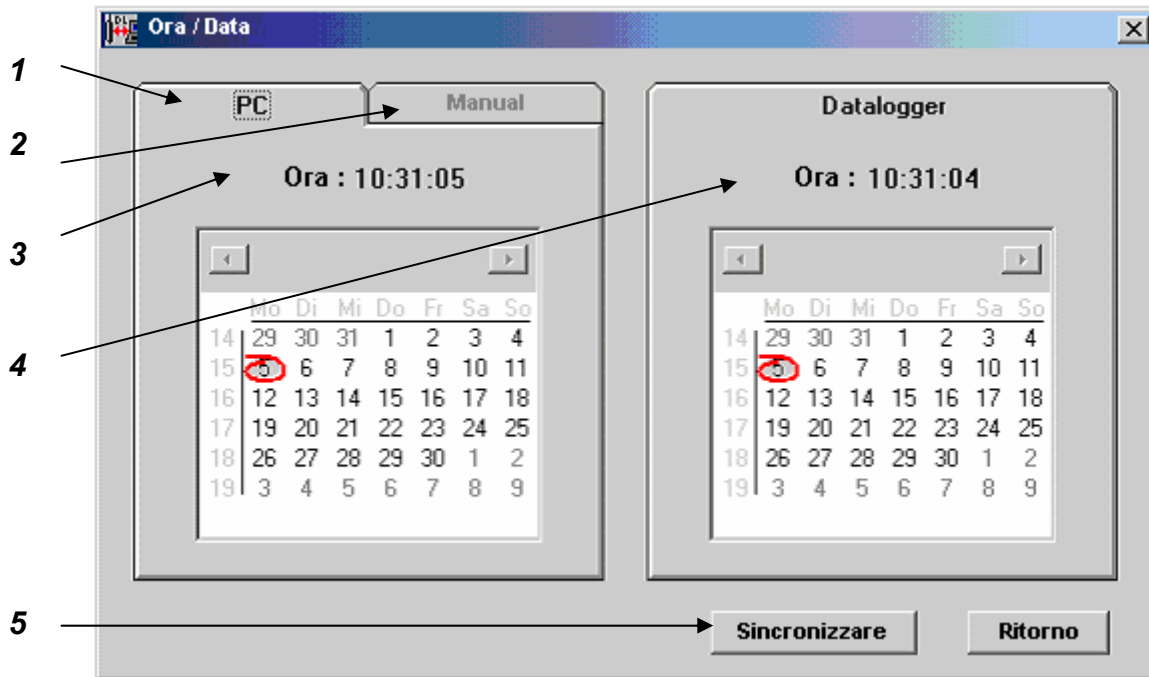 Ora / Data
1
PC
Manual
Datalogger
2
Ora : 10:31:05
Ora : 10:31:04
3
Mo Di Mi Do Fr Sa So
14 29 30 31 1 2 3 4
15 5 6 7 8 9 10 11
16 12 13 14 15 16 17 18
17 19 20 21 22 23 24 25
18 26 27 28 29 30 1 2
19 3 4 5 6 7 8 9
Mo Di Mi Do Fr Sa So
14 29 30 31 1 2 3 4
15 5 6 7 8 9 10 11
16 12 13 14 15 16 17 18
17 19 20 21 22 23 24 25
18 26 27 28 29 30 1 2
19 3 4 5 6 7 8 9
4
5
Sincronizzare
Ritorno